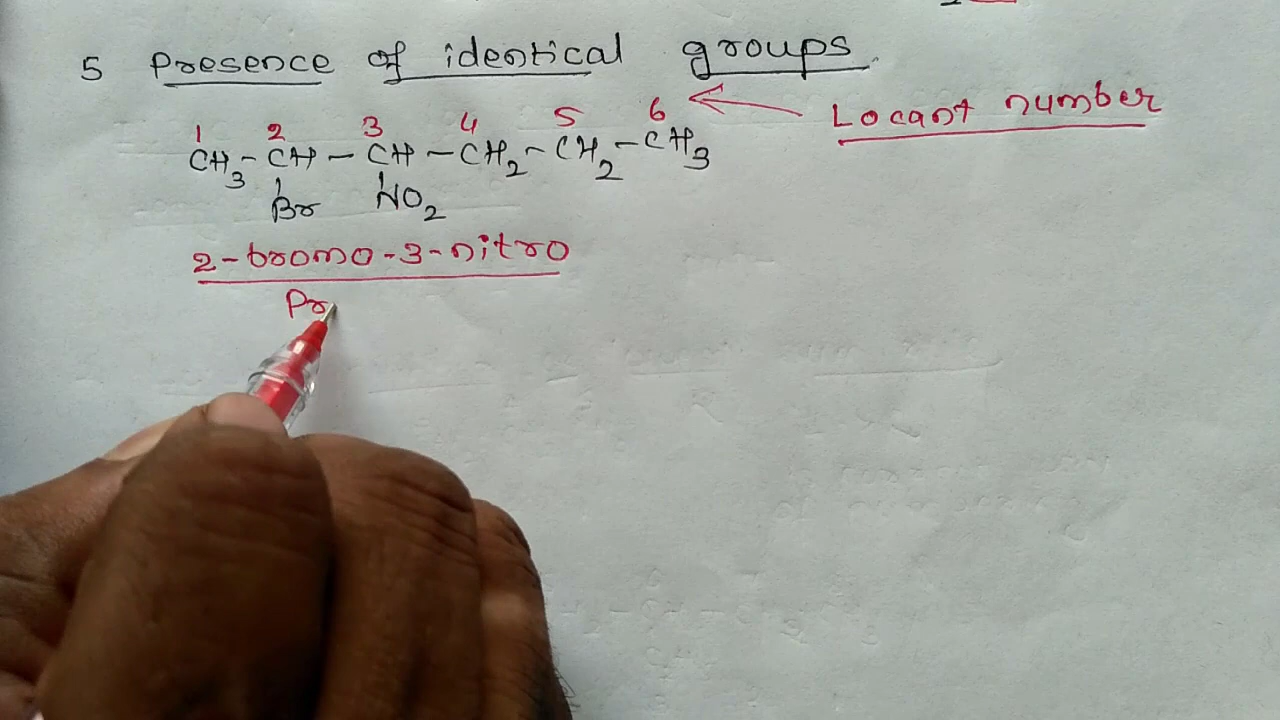 5 Presence of identical groups.
Locant number
1 2 3 4 5 6
CH3 - CH - CH - CH2 - CH2 - CH3
Br NO2
2-bromo-3-nitro
Pr